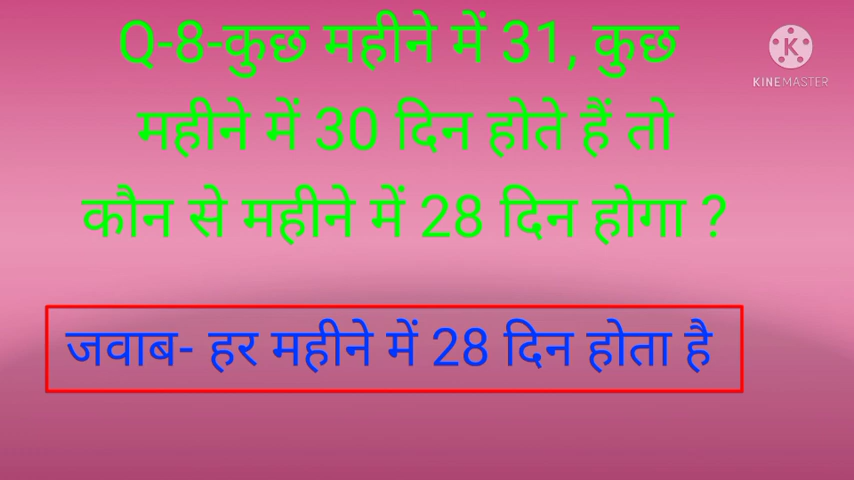 Q-8-कुछ महीने में 31, कुछ
महीने में 30 दिन होते हैं तो
कौन से महीने में 28 दिन होगा ?
जवाब- हर महीने में 28 दिन होता है
K
KINEMASTER